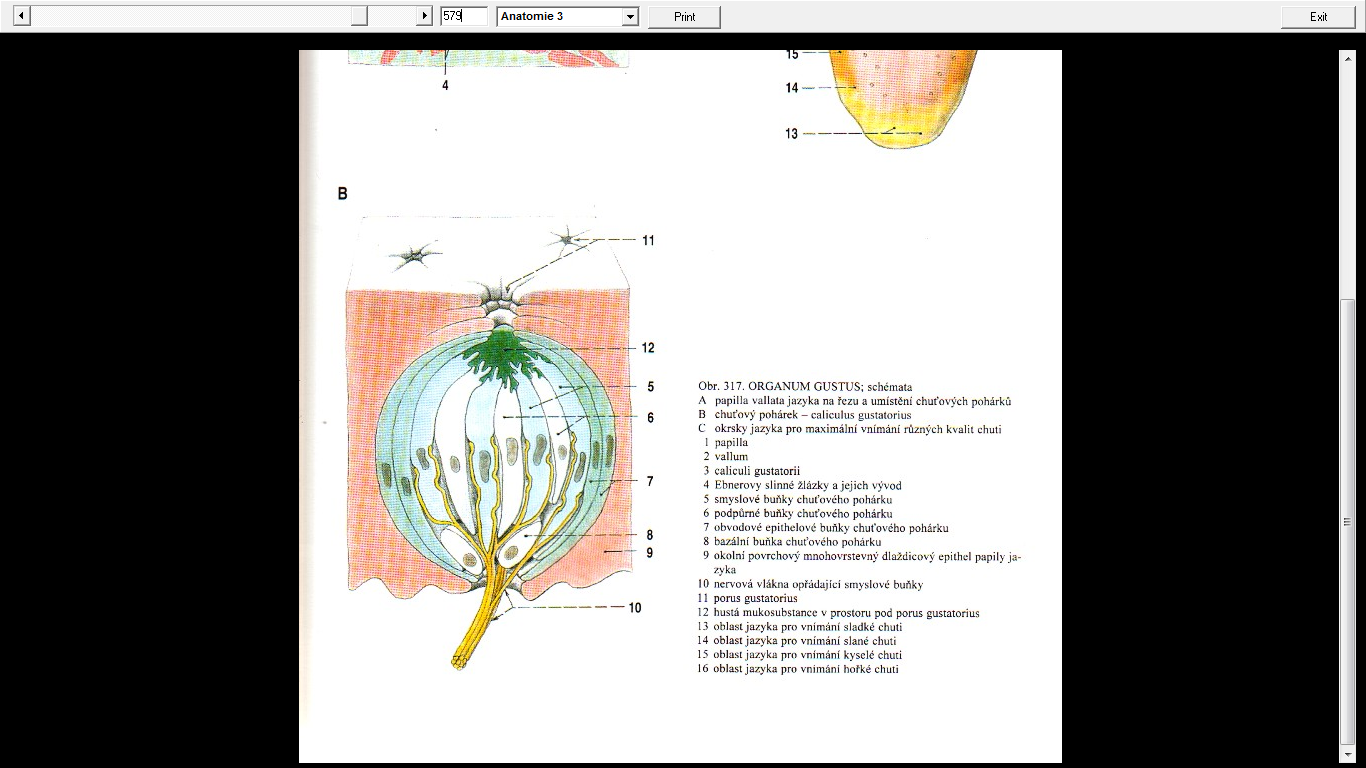 579
Anatomie 3
Print
Exit
4
15
14
13
B
11
12
5
6
7
8
9
10
Obr. 317. ORGANUM GUSTUS; schémata
A papilla vallata jazyka na řezu a umístění chuťových pohárků
B chuťový pohárek – caliculus gustatorius
C okrsky jazyka pro maximální vnímání různých kvalit chuti
1 papilla
2 vallum
3 caliculi gustatorii
4 Ebnerovy slinné žlázky a jejich vývod
5 smyslové buňky chuťového pohárku
6 podpůrné buňky chuťového pohárku
7 obvodové epithelové buňky chuťového pohárku
8 bazální buňka chuťového pohárku
9 okolní povrchový mnohovrstevný dlaždicový epithel papily ja-
zyka
10 nervová vlákna opřádající smyslové buňky
11 porus gustatorius
12 hustá mukosubstance v prostoru pod porus gustatorius
13 oblast jazyka pro vnímání sladké chuti
14 oblast jazyka pro vnímání slané chuti
15 oblast jazyka pro vnímání kyselé chuti
16 oblast jazyka pro vnímání hořké chuti